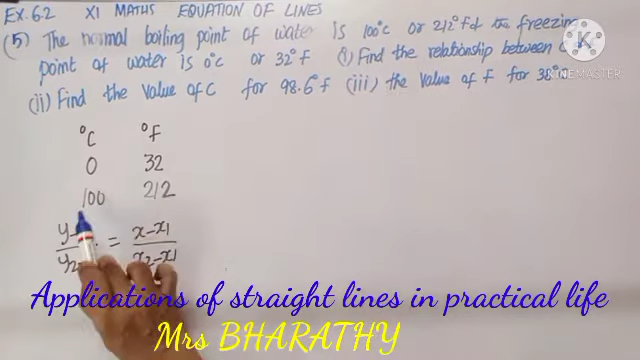 EX.6.2 XI MATHS EQUATION OF LINES
(5) The normal boiling point of water is 100°C or 212°F & the freezing
point of water is 0°C or 32°F (i) Find the relationship between
(ii) Find the value of C for 98.6°F (iii) the value of F for 38°
°C °F
0 32
100 212
= x-x1
x2-x1
Applications of straight lines in practical life
Mrs BHARATHY
K
KINEMASTER